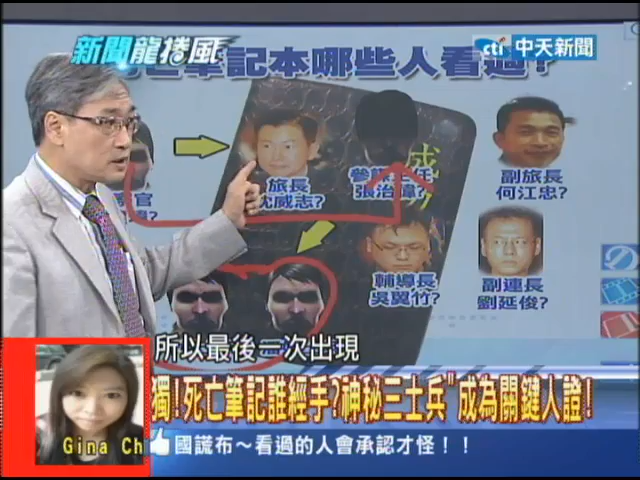 新聞龍捲風
cti 中天新聞
死亡筆記本哪些人看過?
旅長
沈威志?
參謀主任
張治偉?
副旅長
何江忠?
輔導長
吳翼竹?
副連長
劉延俊?
所以最後一次出現
獨!死亡筆記誰經手?神秘三士兵"成為關鍵人證!
Gina Ch
國謊布~看過的人會承認才怪!!